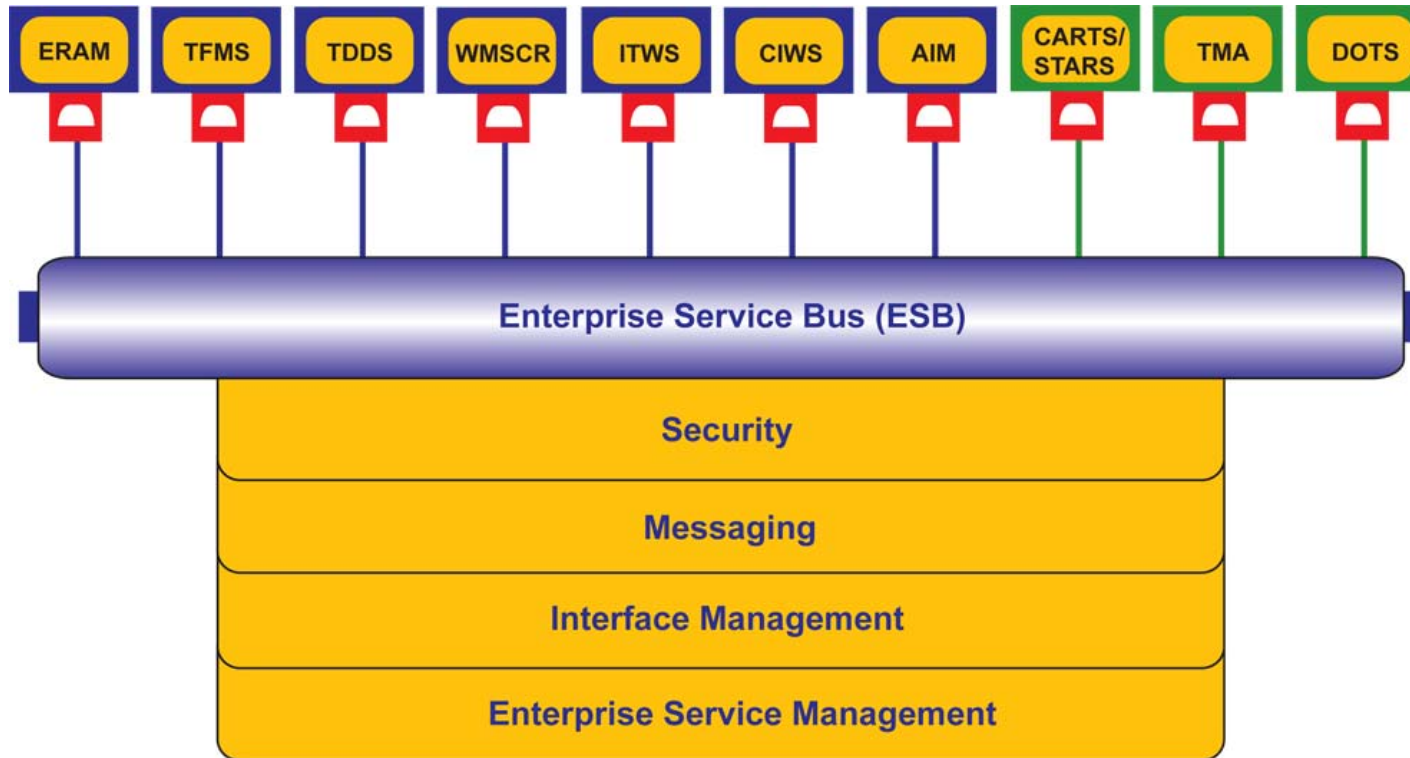 ERAM
TFMS
TDDS
WMSCR
ITWS
CIWS
AIM
CARTS/
STARS
TMA
DOTS
Enterprise Service Bus (ESB)
Security
Messaging
Interface Management
Enterprise Service Management